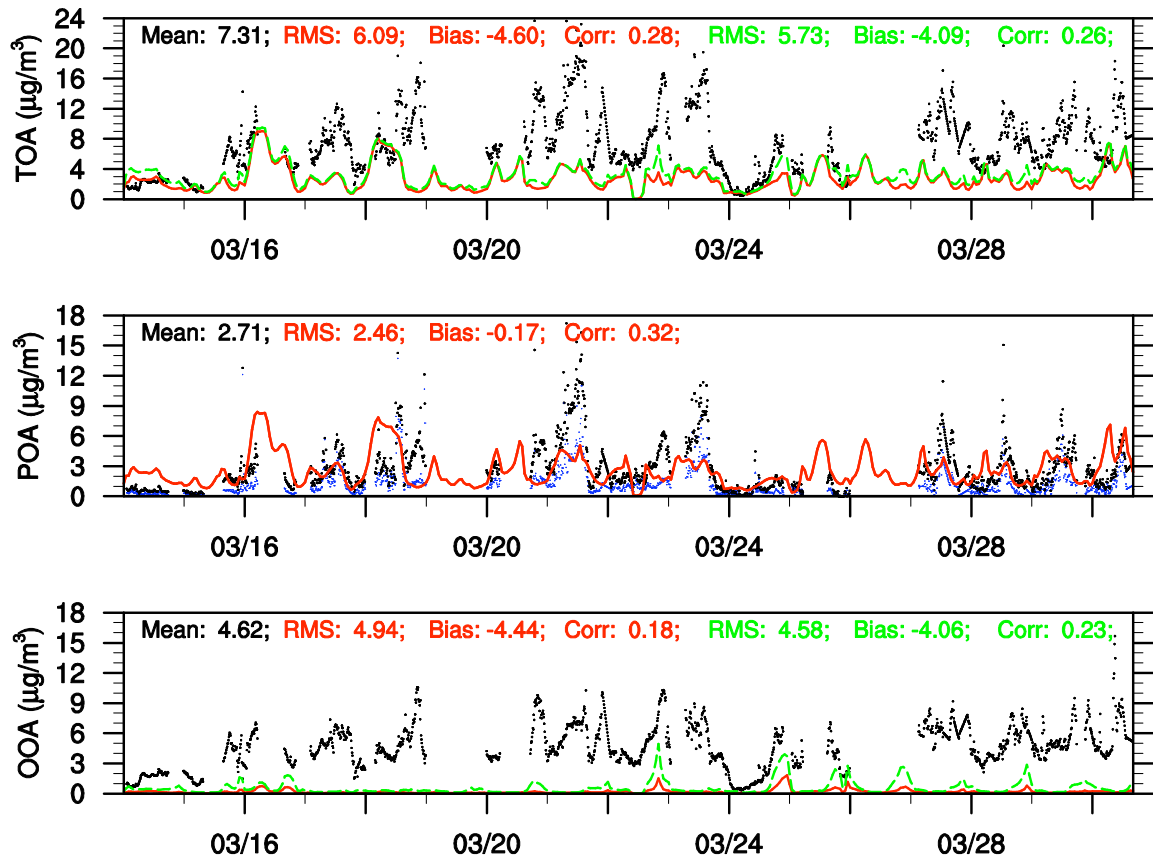 24
20
16
12
8
4
0
TOA (μg/m³)
Mean: 7.31; RMS: 6.09; Bias: -4.60; Corr: 0.28; RMS: 5.73; Bias: -4.09; Corr: 0.26;
03/16 03/20 03/24 03/28
18
15
12
9
6
3
0
POA (μg/m³)
Mean: 2.71; RMS: 2.46; Bias: -0.17; Corr: 0.32;
03/16 03/20 03/24 03/28
18
15
12
9
6
3
0
OOA (μg/m³)
Mean: 4.62; RMS: 4.94; Bias: -4.44; Corr: 0.18; RMS: 4.58; Bias: -4.06; Corr: 0.23;
03/16 03/20 03/24 03/28